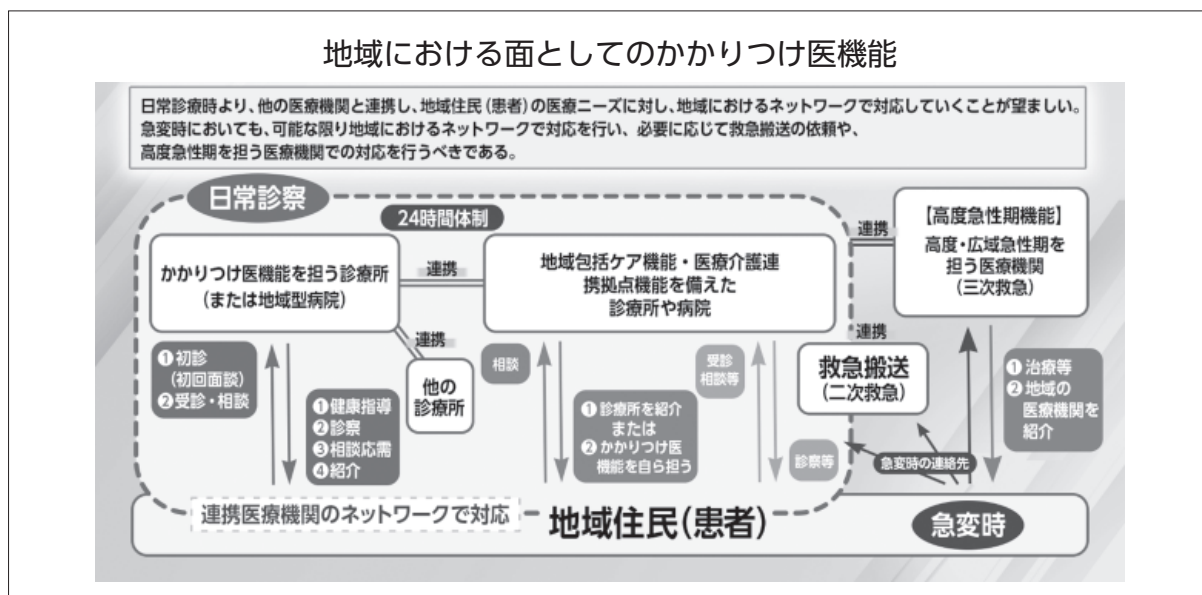 地域における面としてのかかりつけ医機能
日常診療時より、他の医療機関と連携し、地域住民(患者)の医療ニーズに対し、地域におけるネットワークで対応していくことが望ましい。
急変時においても、可能な限り地域におけるネットワークで対応を行い、必要に応じて救急搬送の依頼や、
高度急性期を担う医療機関での対応を行うべきである。
日常診察
24時間体制
かかりつけ医機能を担う診療所
(または地域型病院)
連携
地域包括ケア機能・医療介護連
携拠点機能を備えた
診療所や病院
連携
【高度急性期機能】
高度・広域急性期を
担う医療機関
(三次救急)
連携
他の
診療所
連携
救急搬送
(二次救急)
❶初診
(初回面談)
❷受診・相談
❶健康指導
❷診察
❸相談応需
❹紹介
相談
❶診療所を紹介
または
❷かかりつけ医
機能を自ら担う
受診
相談等
診察等
急変時の連絡先
❶治療等
❷地域の
医療機関を
紹介
連携医療機関のネットワークで対応
地域住民(患者)
急変時